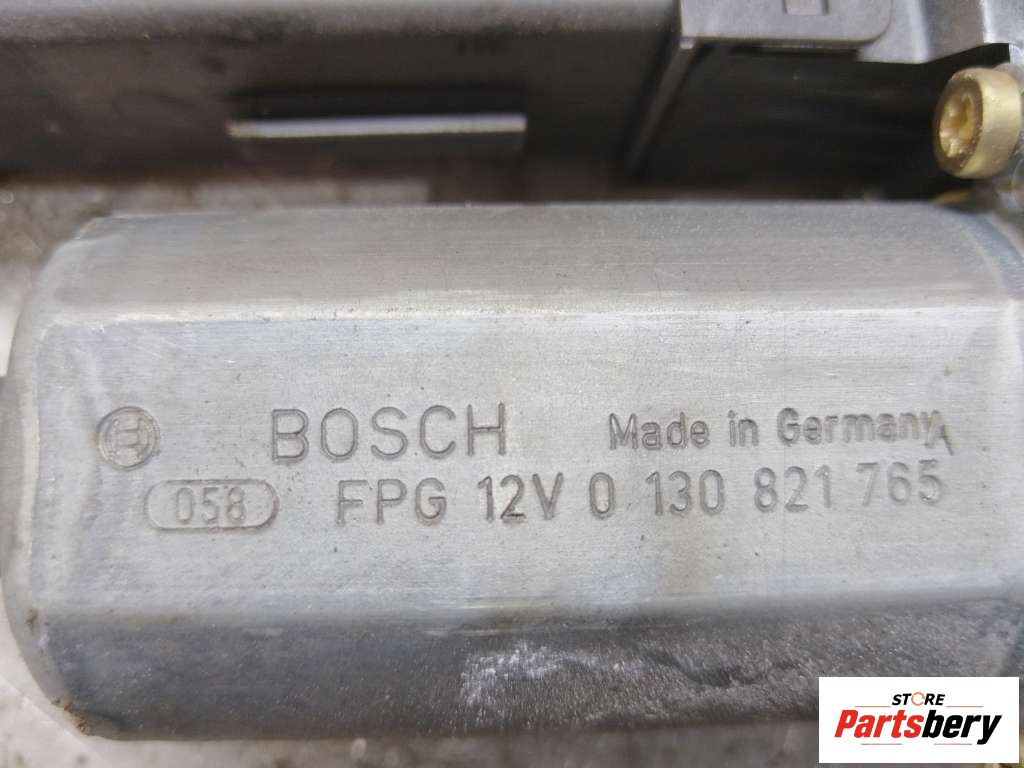 BOSCH Made in Germany A
058 FPG 12V 0 130 821 765
STORE
Partsbery